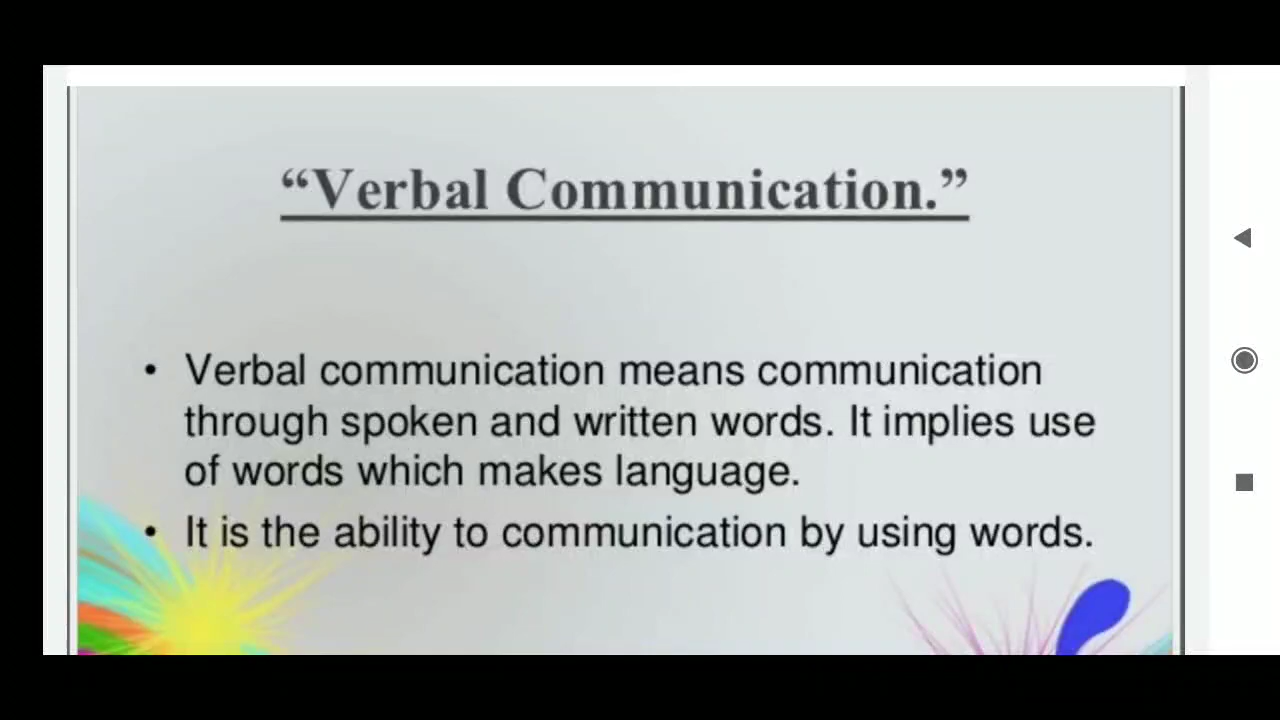 “Verbal Communication.”
• Verbal communication means communication
through spoken and written words. It implies use
of words which makes language.
• It is the ability to communication by using words.